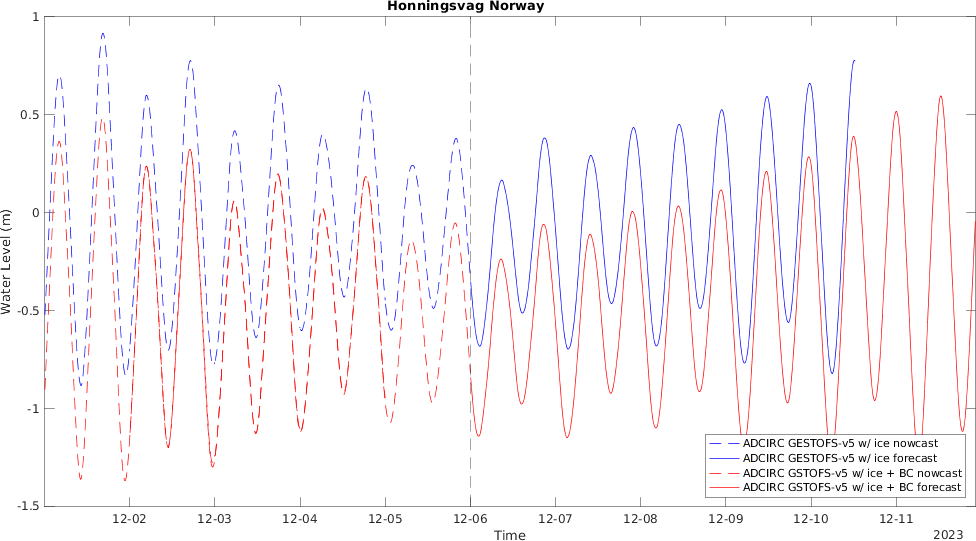 Honningsvag Norway
1
0.5
0
-0.5
-1
-1.5
Water Level (m)
12-02 12-03 12-04 12-05 12-06 12-07 12-08 12-09 12-10 12-11
Time
2023
ADCIRC GESTOFS-v5 w/ ice nowcast
ADCIRC GESTOFS-v5 w/ ice forecast
ADCIRC GSTOFS-v5 w/ ice + BC nowcast
ADCIRC GSTOFS-v5 w/ ice + BC forecast